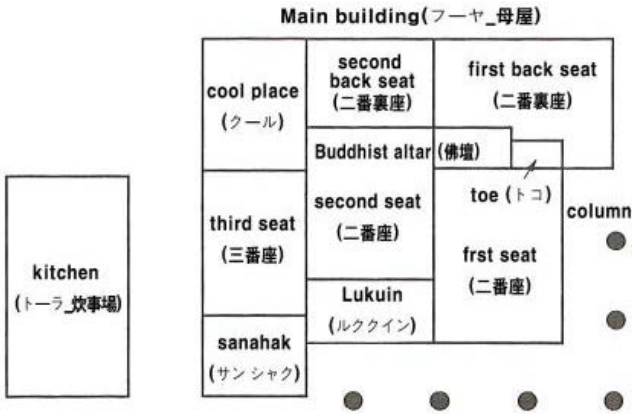 Main building(フーヤ_母屋)
cool place
(クール)
second
back seat
(二番裏座)
first back seat
(二番裏座)
Buddhist altar (佛壇)
toe (トコ)
column
third seat
(三番座)
second seat
(二番座)
frst seat
(二番座)
kitchen
(トーラ_炊事場)
Lukuin
(ルククイン)
sanahak
(サン シャク)